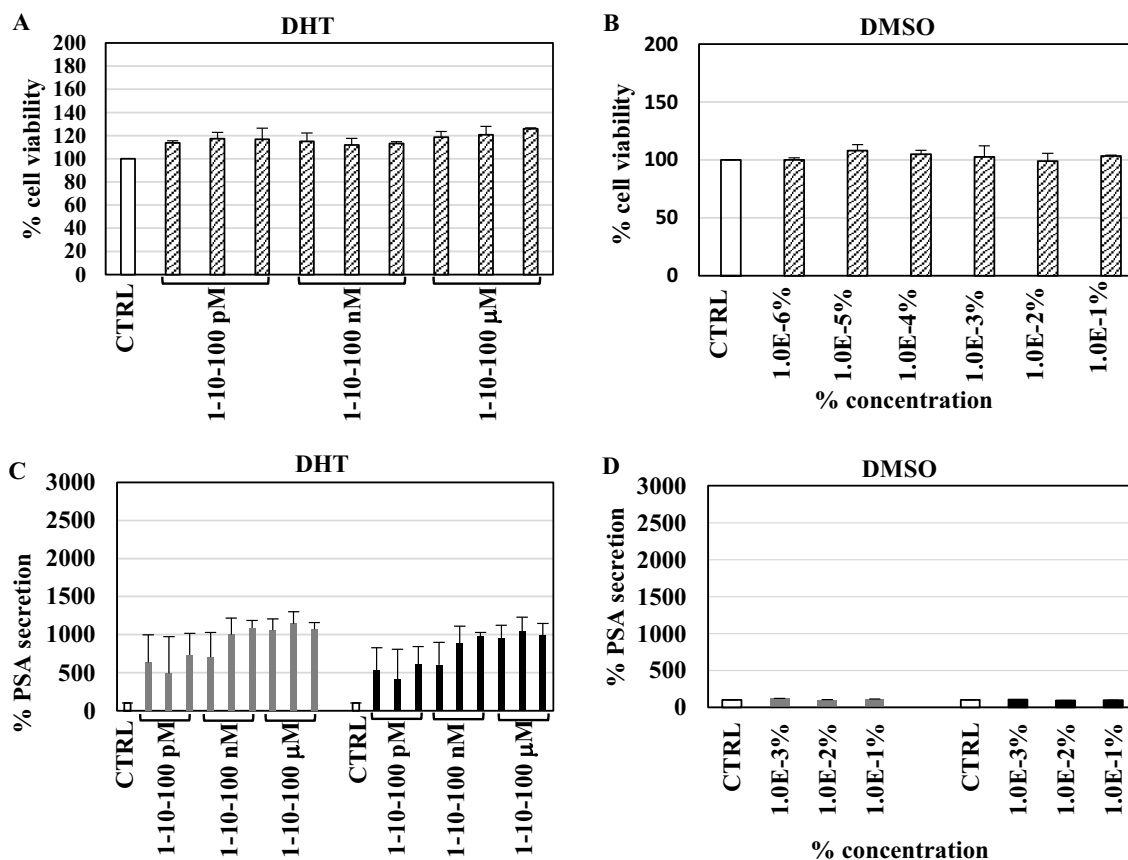 A
DHT
% cell viability
200
180
160
140
120
100
80
60
40
20
0
CTRL
1-10-100 pM
1-10-100 nM
1-10-100 µM
B
DMSO
% cell viability
200
150
100
50
0
CTRL
1.0E-6%
1.0E-5%
1.0E-4%
1.0E-3%
1.0E-2%
1.0E-1%
% concentration
C
DHT
% PSA secretion
3000
2500
2000
1500
1000
500
0
CTRL
1-10-100 pM
1-10-100 nM
1-10-100 µM
CTRL
1-10-100 pM
1-10-100 nM
1-10-100 µM
D
DMSO
% PSA secretion
3000
2500
2000
1500
1000
500
0
CTRL
1.0E-3%
1.0E-2%
1.0E-1%
CTRL
1.0E-3%
1.0E-2%
1.0E-1%
% concentration